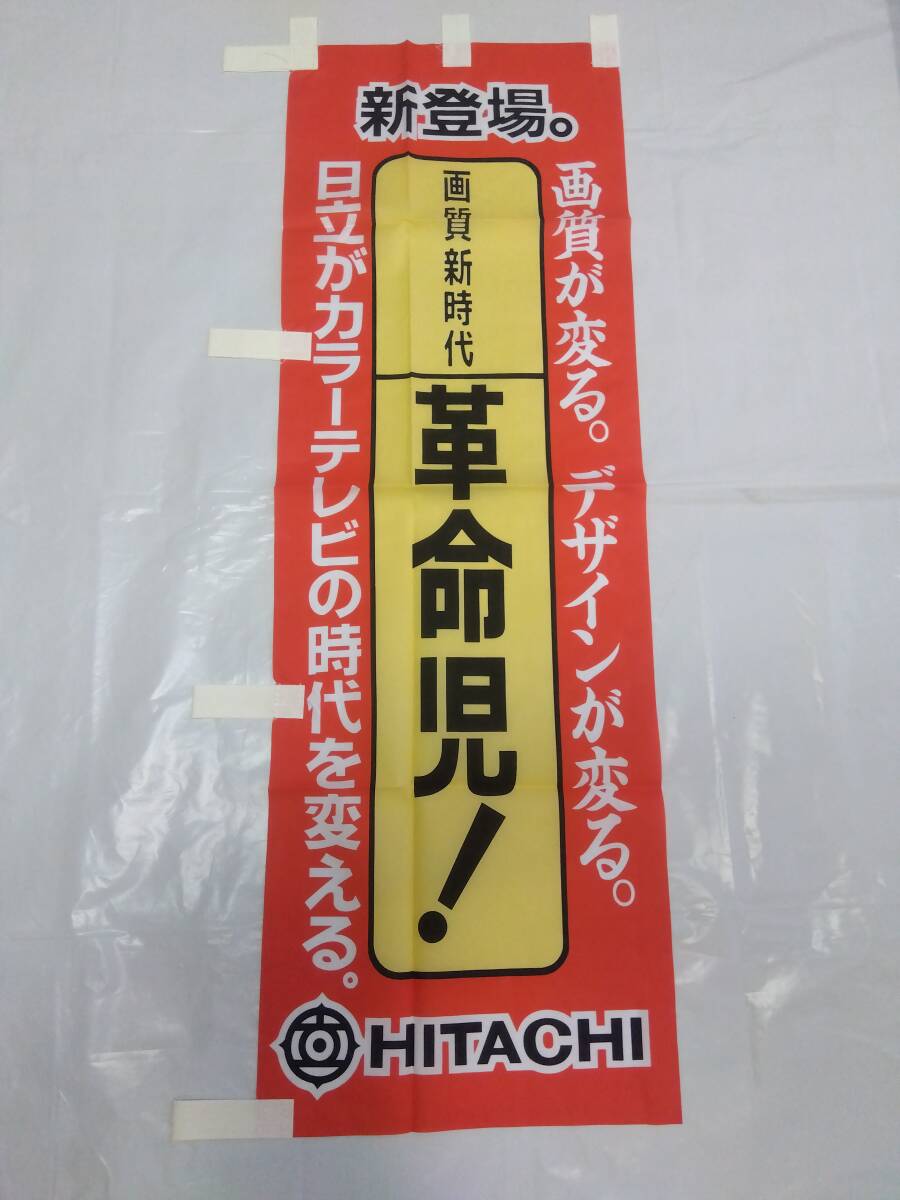 新登場。
画質が変る。デザインが変る。
画質新時代
革命児!
日立がカラーテレビの時代を変える。
HITACHI